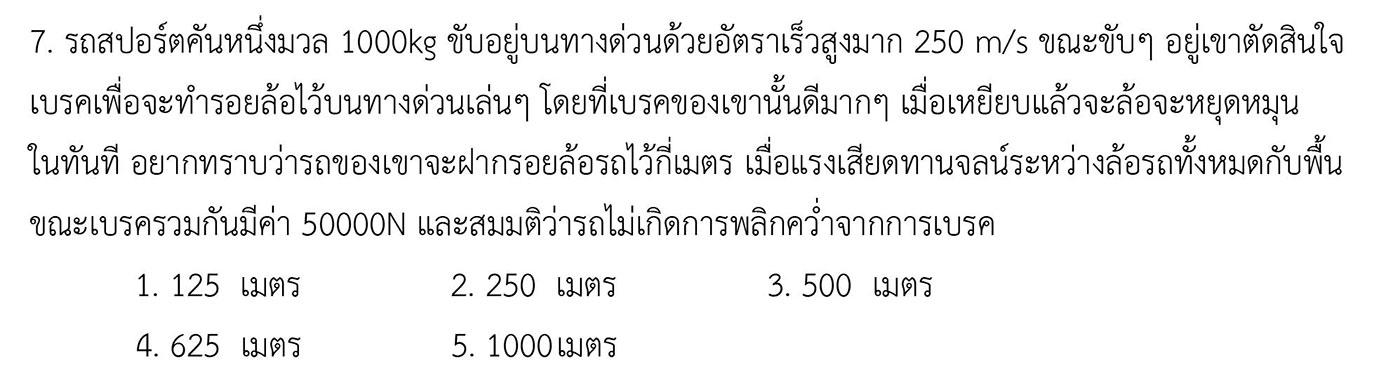 7. รถสปอร์ตคันหนึ่งมวล 1000kg ขับอยู่บนทางด่วนด้วยอัตราเร็วสูงมาก 250 m/s ขณะขับๆ อยู่เขาตัดสินใจ
เบรคเพื่อจะทำรอยล้อไว้บนทางด่วนเล่นๆ โดยที่เบรคของเขานั้นดีมากๆ เมื่อเหยียบแล้วจะล้อจะหยุดหมุน
ในทันที อยากทราบว่ารถของเขาจะฝากรอยล้อรถไว้กี่เมตร เมื่อแรงเสียดทานจลน์ระหว่างล้อรถทั้งหมดกับพื้น
ขณะเบรครวมกันมีค่า 50000N และสมมติว่ารถไม่เกิดการพลิกคว่ำจากการเบรค
1. 125 เมตร 2. 250 เมตร 3. 500 เมตร
4. 625 เมตร 5. 1000 เมตร